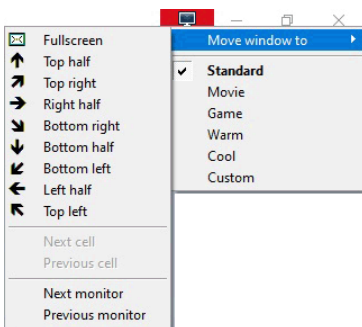 Move window to
Standard
Movie
Game
Warm
Cool
Custom
Fullscreen
Top half
Top right
Right half
Bottom right
Bottom half
Bottom left
Left half
Top left
Next cell
Previous cell
Next monitor
Previous monitor